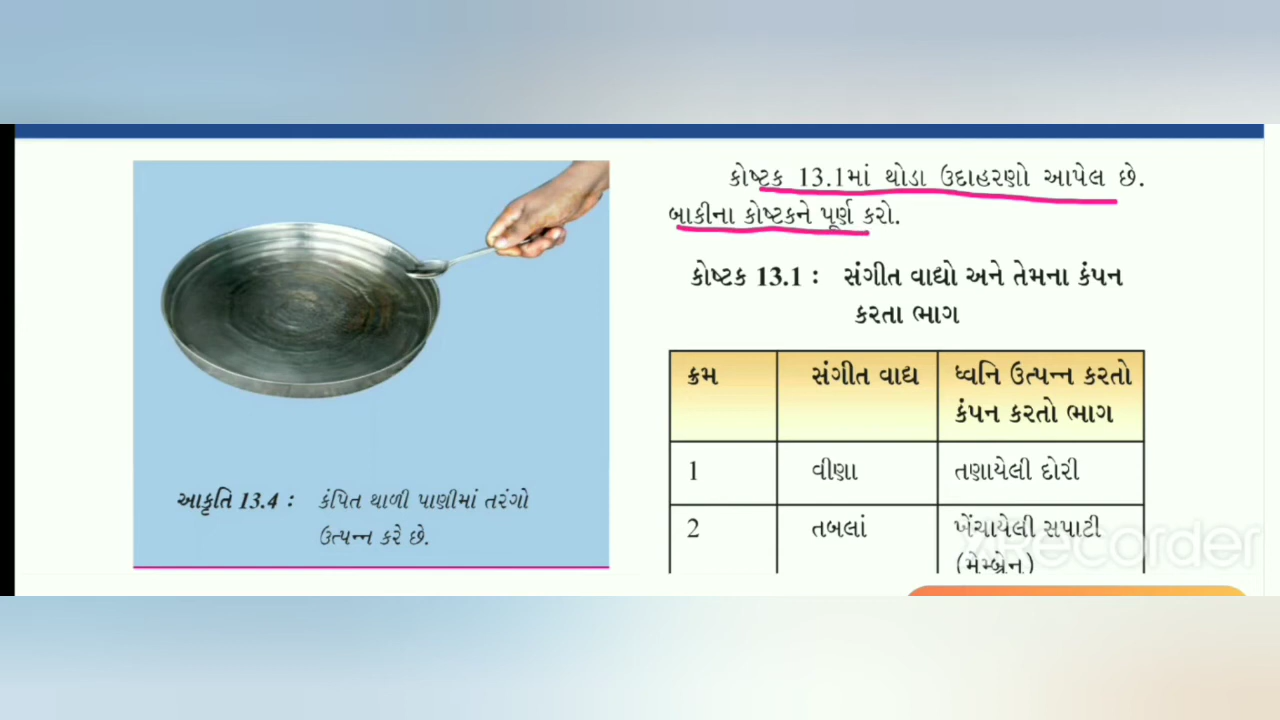 કોષ્ટક 13.1માં થોડા ઉદાહરણો આપેલ છે.
બાકીના કોષ્ટકને પૂર્ણ કરો.
કોષ્ટક 13.1 : સંગીત વાદ્યો અને તેમના કંપન
કરતા ભાગ
ક્રમ સંગીત વાદ્ય ધ્વનિ ઉત્પન્ન કરતો
કંપન કરતો ભાગ
1 વીણા તણાયેલી દોરી
2 તબલાં ખેંચાયેલી સપાટી
(મેમ્બ્રેન)
આકૃતિ 13.4 : કંપિત થાળી પાણીમાં તરંગો
ઉત્પન્ન કરે છે.
XRecorder